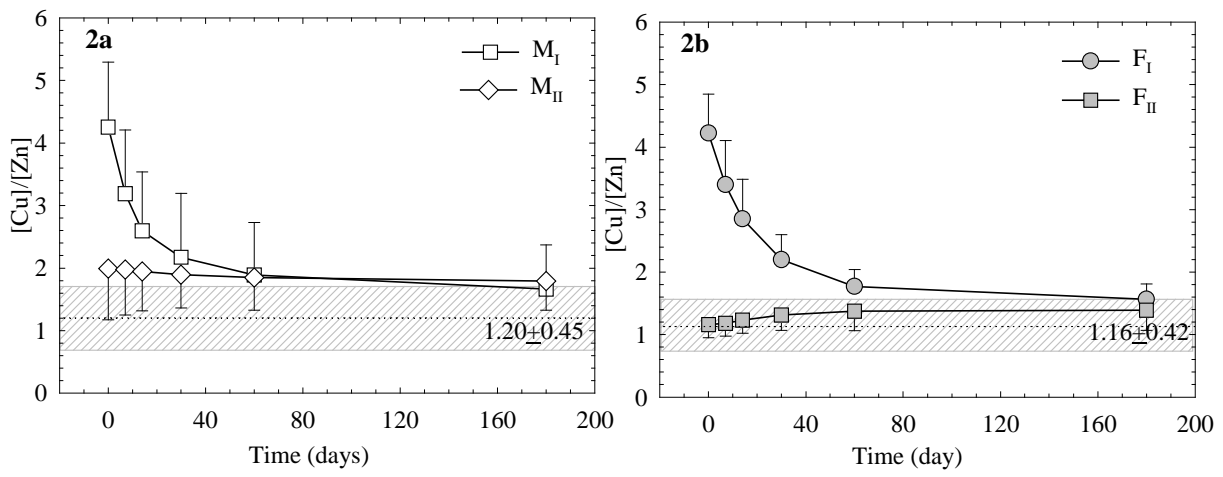 2a
M_I
M_II
6
5
4
3
2
1
0
[Cu]/[Zn]
1.20±0.45
0 40 80 120 160 200
Time (days)
2b
F_I
F_II
6
5
4
3
2
1
0
[Cu]/[Zn]
1.16±0.42
0 40 80 120 160 200
Time (day)